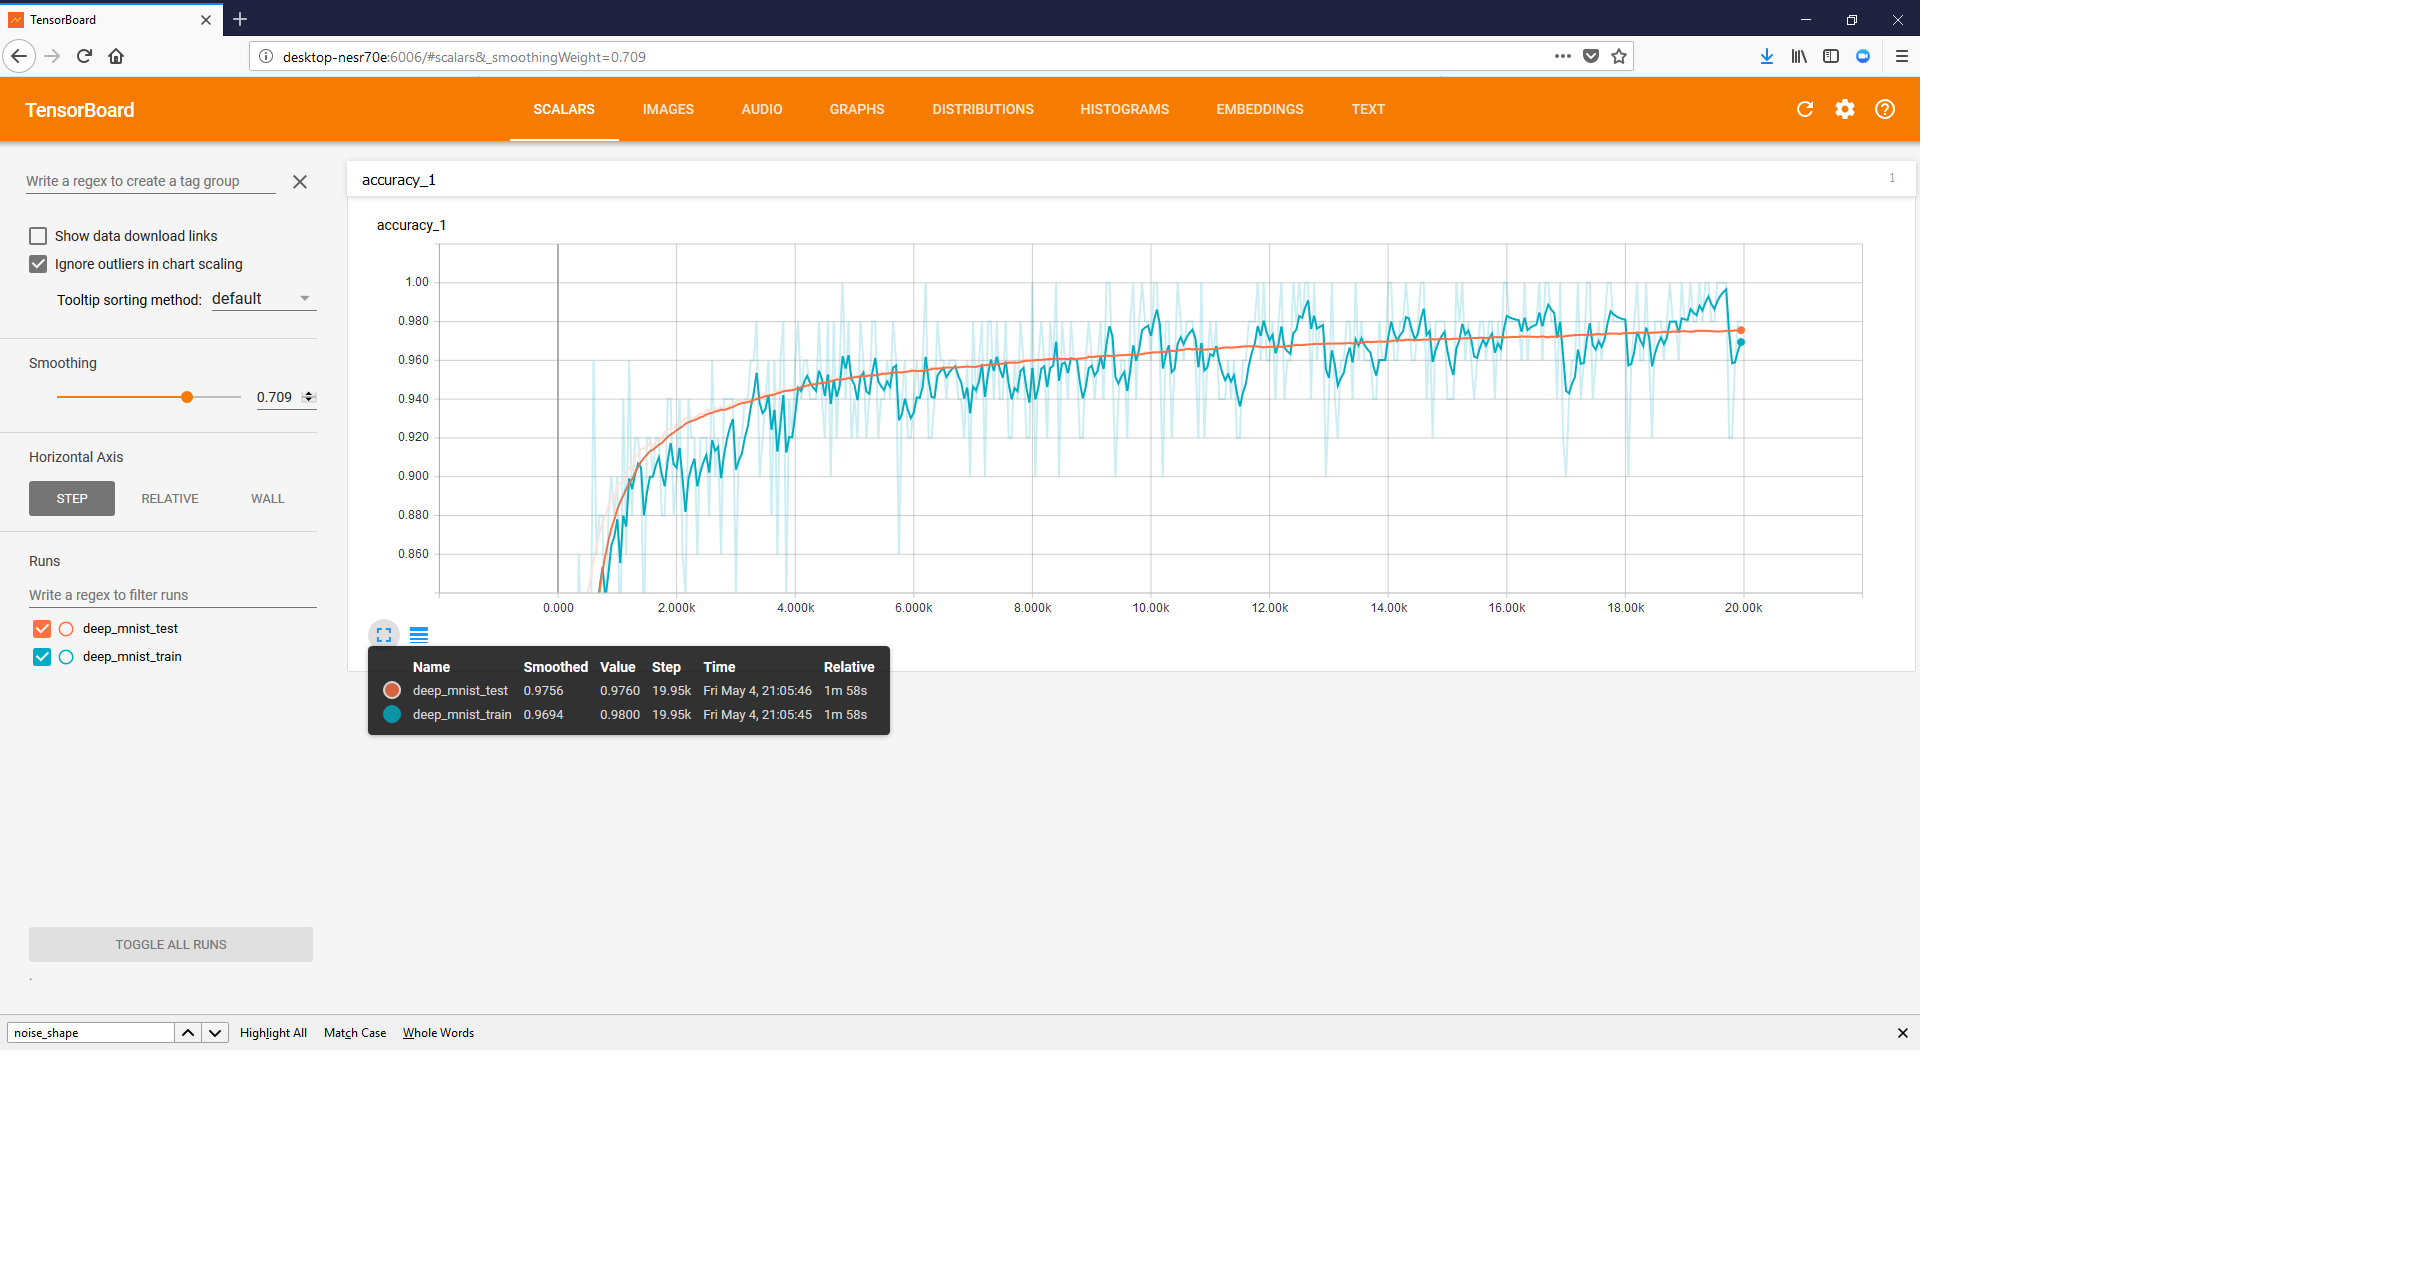 TensorBoard
desktop-nesr70e:6006/#scalars&_smoothingWeight=0.709
TensorBoard
SCALARS IMAGES AUDIO GRAPHS DISTRIBUTIONS HISTOGRAMS EMBEDDINGS TEXT
Write a regex to create a tag group
Show data download links
Ignore outliers in chart scaling
Tooltip sorting method: default
Smoothing
0.709
Horizontal Axis
STEP RELATIVE WALL
Runs
Write a regex to filter runs
deep_mnist_test
deep_mnist_train
TOGGLE ALL RUNS
.
accuracy_1 1
accuracy_1
1.00
0.980
0.960
0.940
0.920
0.900
0.880
0.860
0.000 2.000k 4.000k 6.000k 8.000k 10.00k 12.00k 14.00k 16.00k 18.00k 20.00k
Name Smoothed Value Step Time Relative
deep_mnist_test 0.9756 0.9760 19.95k Fri May 4, 21:05:46 1m 58s
deep_mnist_train 0.9694 0.9800 19.95k Fri May 4, 21:05:45 1m 58s
noise_shape Highlight All Match Case Whole Words